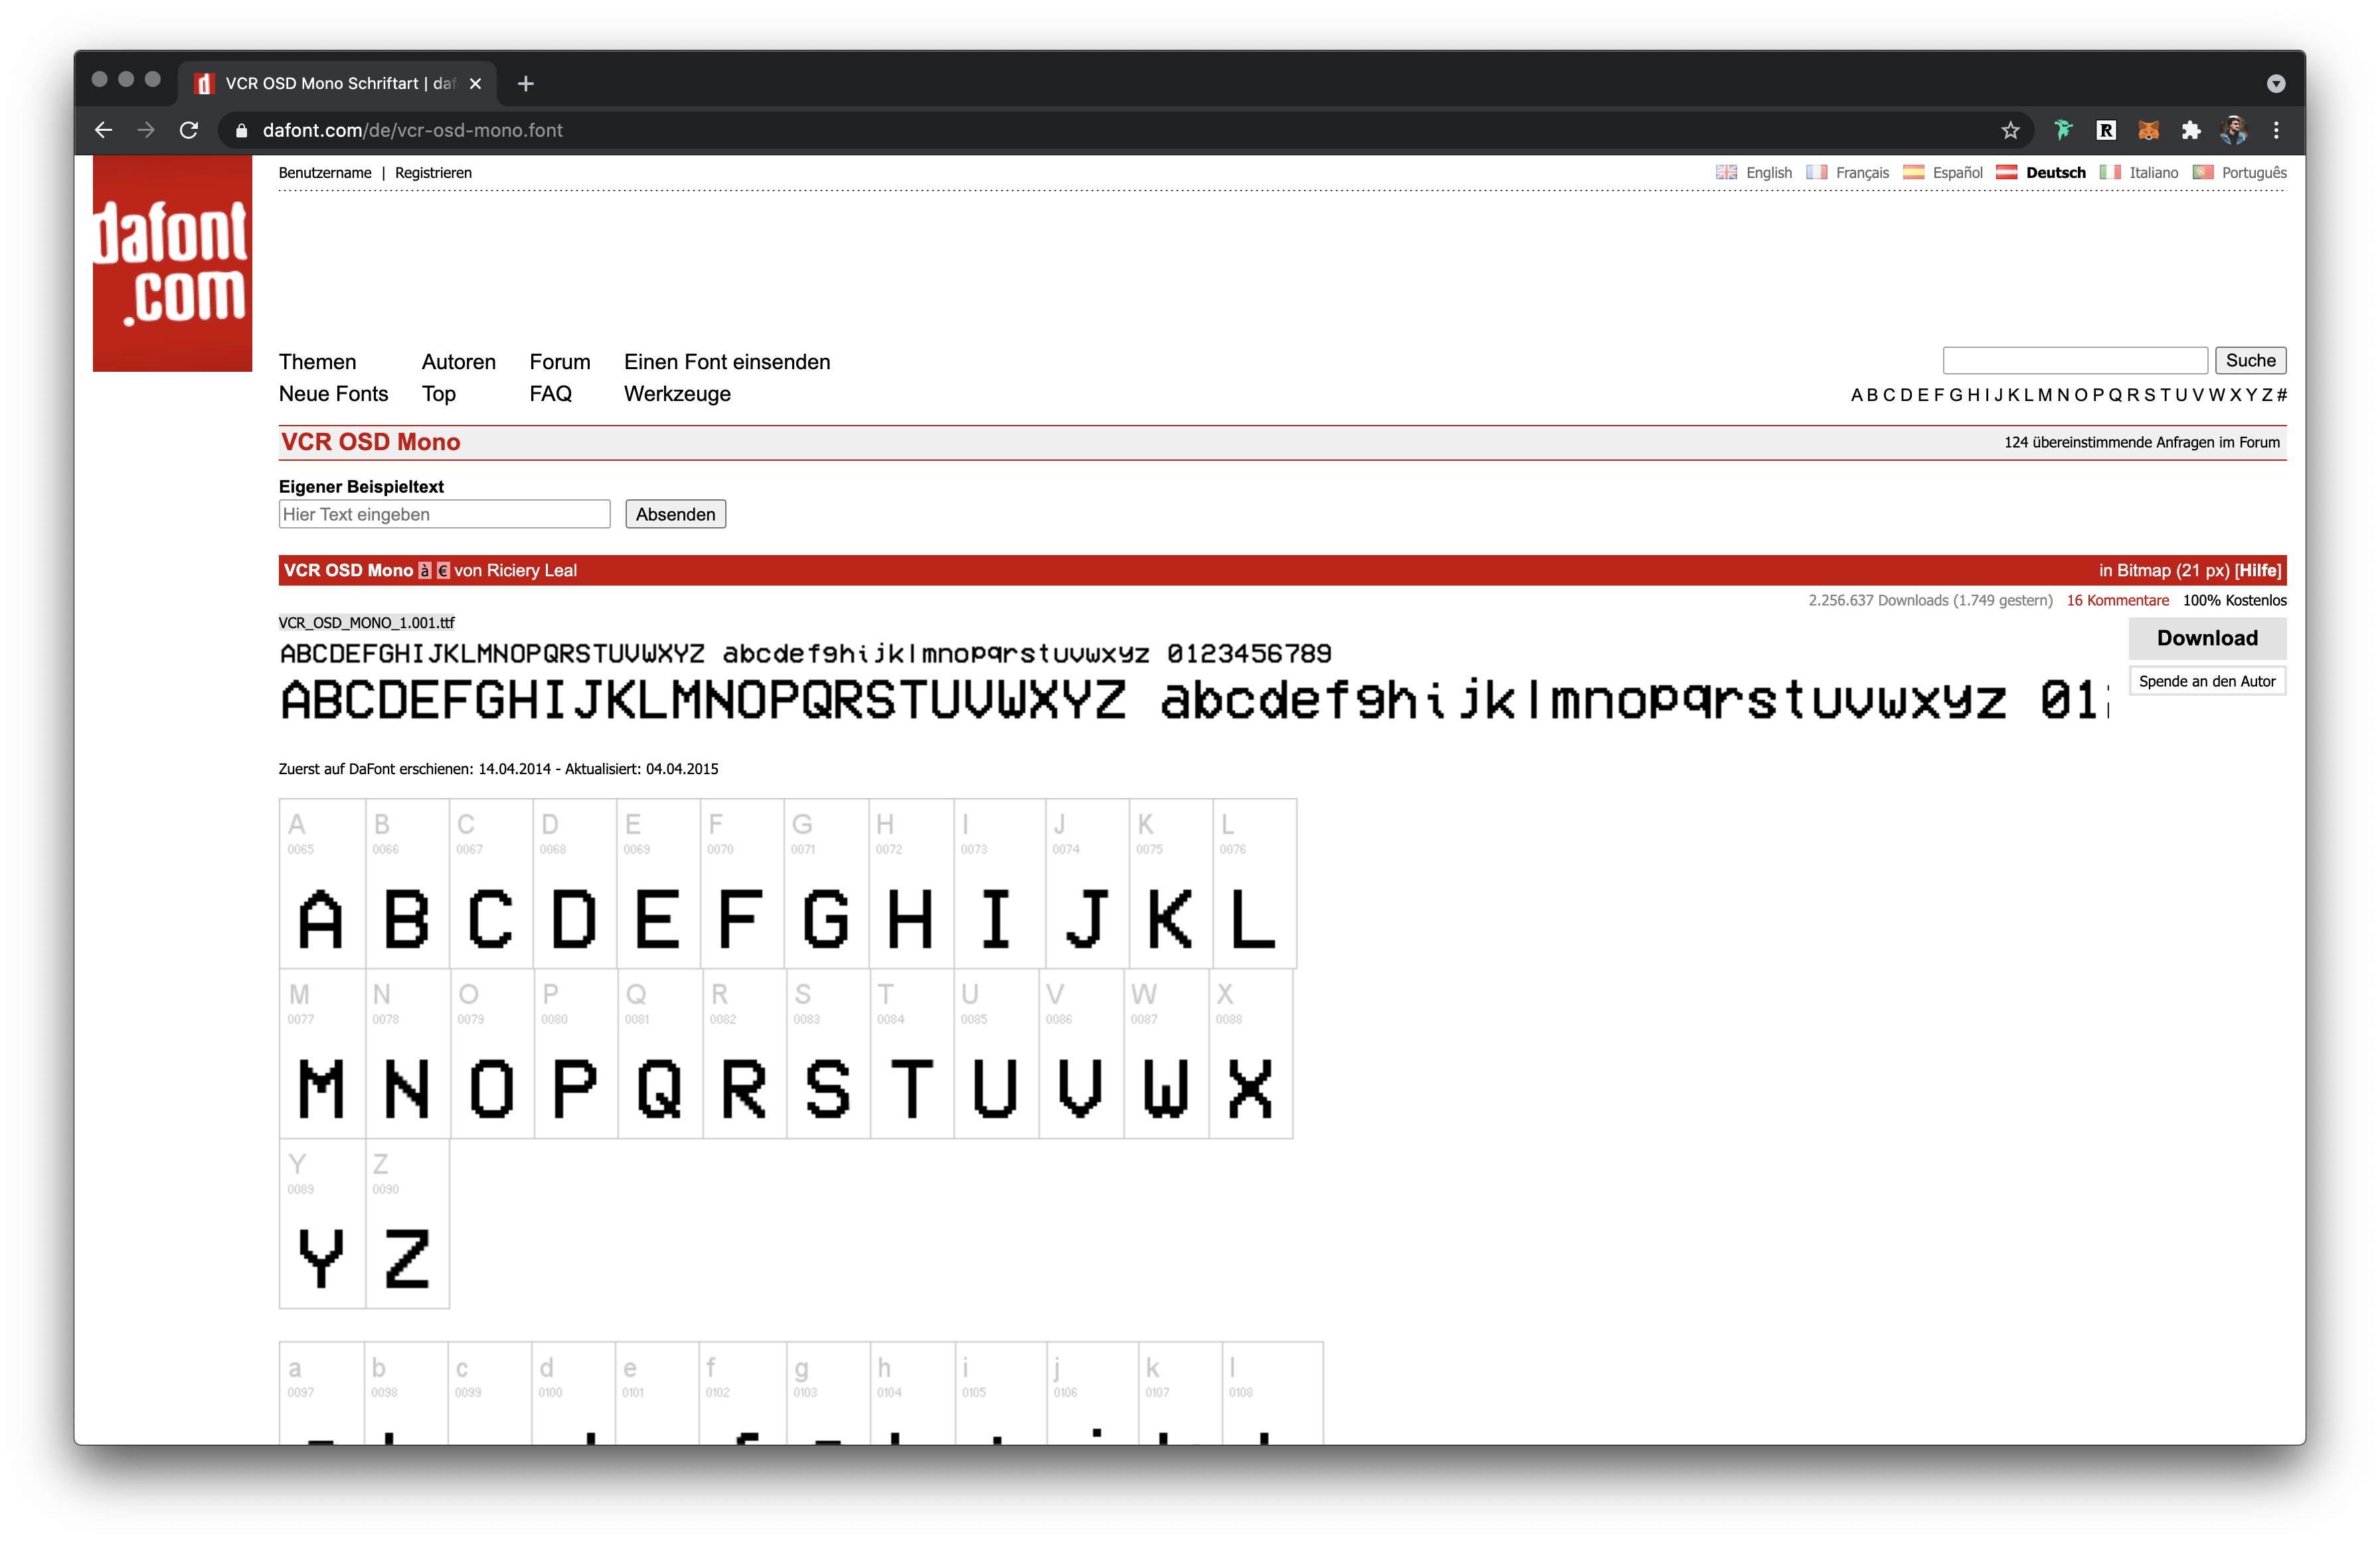 VCR OSD Mono Schriftart | daf
dafont.com/de/vcr-osd-mono.font
dafont
.com
Benutzername | Registrieren
English Français Español Deutsch Italiano Português
Themen Autoren Forum Einen Font einsenden
Suche
Neue Fonts Top FAQ Werkzeuge
A B C D E F G H I J K L M N O P Q R S T U V W X Y Z #
VCR OSD Mono
124 übereinstimmende Anfragen im Forum
Eigener Beispieltext
Hier Text eingeben Absenden
VCR OSD Mono à € von Riciery Leal
in Bitmap (21 px) [Hilfe]
2.256.637 Downloads (1.749 gestern) 16 Kommentare 100% Kostenlos
VCR_OSD_MONO_1.001.ttf
Download
ABCDEFGHIJKLMNOPQRSTUVWXYZ abcdefghijklmnopqrstuvwxyz 0123456789
Spende an den Autor
ABCDEFGHIJKLMNOPQRSTUVWXYZ abcdefghijklmnopqrstuvwxyz 01
Zuerst auf DaFont erschienen: 14.04.2014 - Aktualisiert: 04.04.2015
A B C D E F G H I J K L
0065 0066 0067 0068 0069 0070 0071 0072 0073 0074 0075 0076
A B C D E F G H I J K L
M N O P Q R S T U V W X
0077 0078 0079 0080 0081 0082 0083 0084 0085 0086 0087 0088
M N O P Q R S T U V W X
Y Z
0089 0090
Y Z
a b c d e f g h i j k l
0097 0098 0099 0100 0101 0102 0103 0104 0105 0106 0107 0108